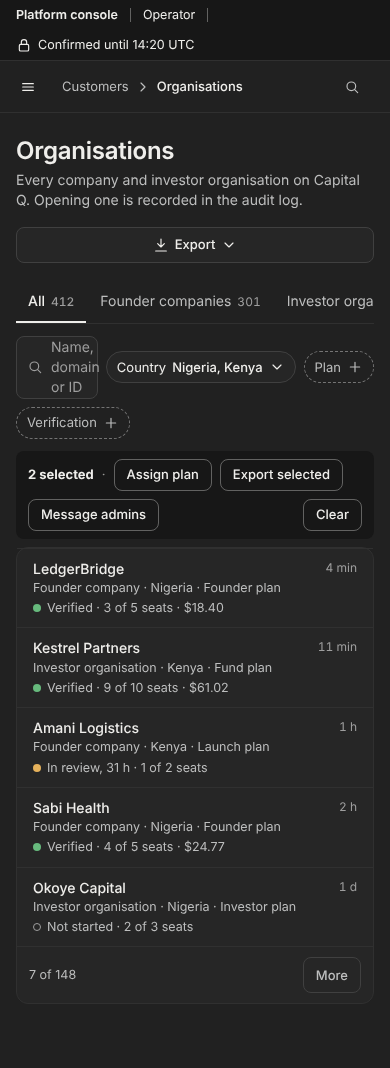 Platform console | Operator |
Confirmed until 14:20 UTC
Customers > Organisations
Organisations
Every company and investor organisation on Capital
Q. Opening one is recorded in the audit log.
Export
All 412 Founder companies 301 Investor orga
Name,
domain
or ID
Country Nigeria, Kenya
Plan +
Verification +
2 selected · Assign plan Export selected
Message admins Clear
LedgerBridge 4 min
Founder company · Nigeria · Founder plan
Verified · 3 of 5 seats · $18.40
Kestrel Partners 11 min
Investor organisation · Kenya · Fund plan
Verified · 9 of 10 seats · $61.02
Amani Logistics 1 h
Founder company · Kenya · Launch plan
In review, 31 h · 1 of 2 seats
Sabi Health 2 h
Founder company · Nigeria · Founder plan
Verified · 4 of 5 seats · $24.77
Okoye Capital 1 d
Investor organisation · Nigeria · Investor plan
Not started · 2 of 3 seats
7 of 148 More